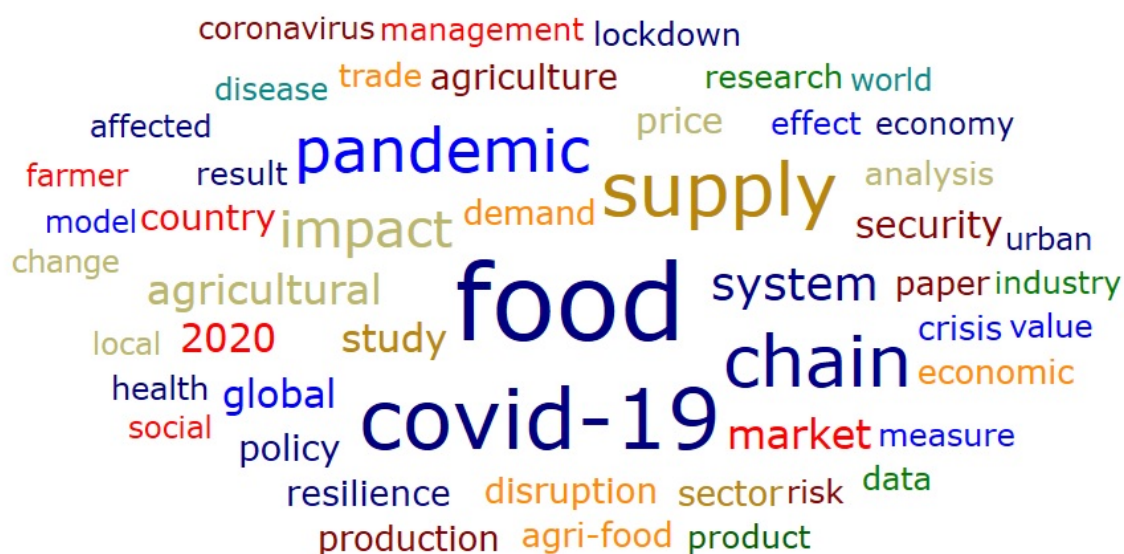 coronavirus management lockdown
disease trade agriculture research world
affected pandemic price effect economy
farmer result supply analysis
model country impact demand security urban
change agricultural food system paper industry
local 2020 study chain crisis value
health global covid-19 economic
social policy market measure
resilience disruption sector risk data
production agri-food product